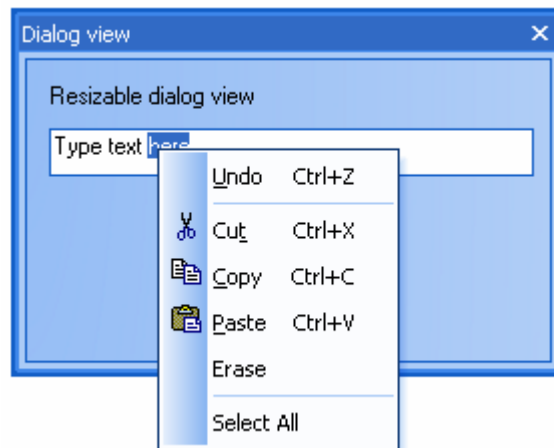 Dialog view
Resizable dialog view
Type text here
Undo Ctrl+Z
Cut Ctrl+X
Copy Ctrl+C
Paste Ctrl+V
Erase
Select All